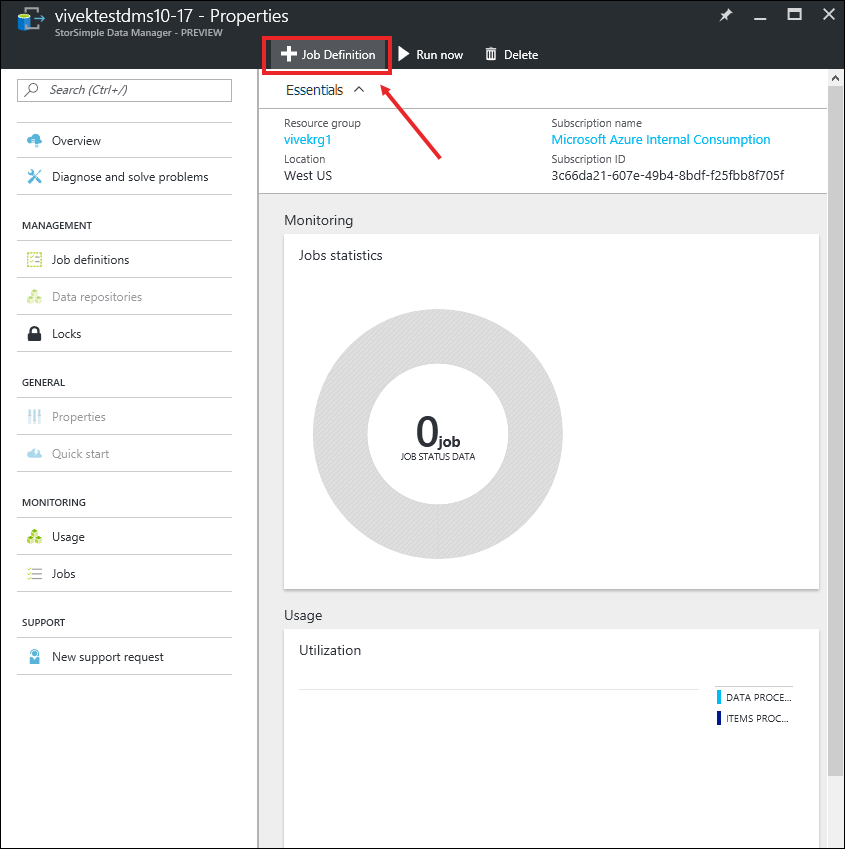 vivektestdms10-17 - Properties
StorSimple Data Manager - PREVIEW
Job Definition
Run now
Delete
Search (Ctrl+/)
Overview
Diagnose and solve problems
MANAGEMENT
Job definitions
Data repositories
Locks
GENERAL
Properties
Quick start
MONITORING
Usage
Jobs
SUPPORT
New support request
Essentials
Resource group
vivekrg1
Location
West US
Subscription name
Microsoft Azure Internal Consumption
Subscription ID
3c66da21-607e-49b4-8bdf-f25fbb8f705f
Monitoring
Jobs statistics
0job
JOB STATUS DATA
Usage
Utilization
DATA PROCE...
ITEMS PROC...